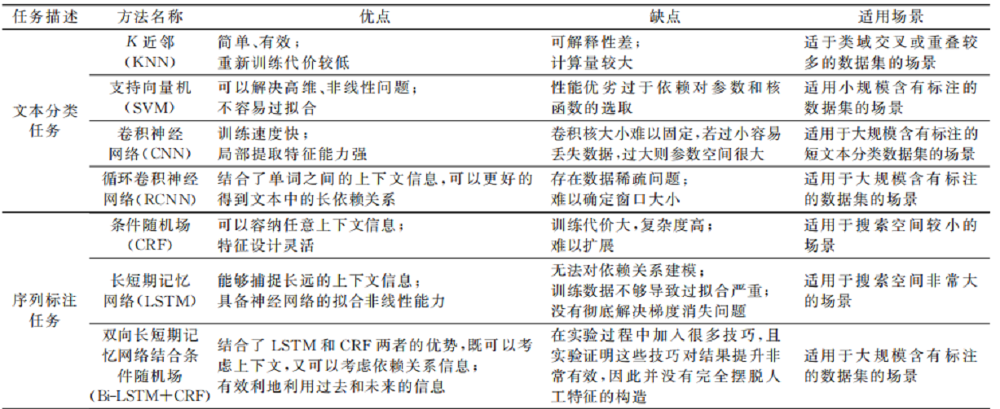 任务描述 方法名称 优点 缺点 适用场景
文本分类
任务
K 近邻
(KNN)
简单、有效;
重新训练代价较低
可解释性差;
计算量较大
适于类域交叉或重叠较
多的数据集的场景
支持向量机
(SVM)
可以解决高维、非线性问题;
不容易过拟合
性能优劣过于依赖对参数和核
函数的选取
适用小规模含有标注的
数据集的场景
卷积神经
网络(CNN)
训练速度快;
局部提取特征能力强
卷积核大小难以固定,若过小容易
丢失数据,过大则参数空间很大
适用于大规模含有标注的
短文本分类数据集的场景
循环卷积神经
网络(RCNN)
结合了单词之间的上下文信息,可以更好的
得到文本中的长依赖关系
存在数据稀疏问题;
难以确定窗口大小
适用于大规模含有标注
的数据集的场景
序列标注
任务
条件随机场
(CRF)
可以容纳任意上下文信息;
特征设计灵活
训练代价大,复杂度高;
难以扩展
适用于搜索空间较小的
场景
长短期记忆
网络(LSTM)
能够捕捉长远的上下文信息;
具备神经网络的拟合非线性能力
无法对依赖关系建模;
训练数据不够导致过拟合严重;
没有彻底解决梯度消失问题
适用于搜索空间非常大
的场景
双向长短期记
忆网络结合条
件随机场
(Bi-LSTM+CRF)
结合了 LSTM 和 CRF 两者的优势,既可以考
虑上下文,又可以考虑依赖关系信息;
有效利地利用过去和未来的信息
在实验过程中加入很多技巧,且
实验证明这些技巧对结果提升非
常有效,因此并没有完全摆脱人
工特征的构造
适用于大规模含有标注
的数据集的场景